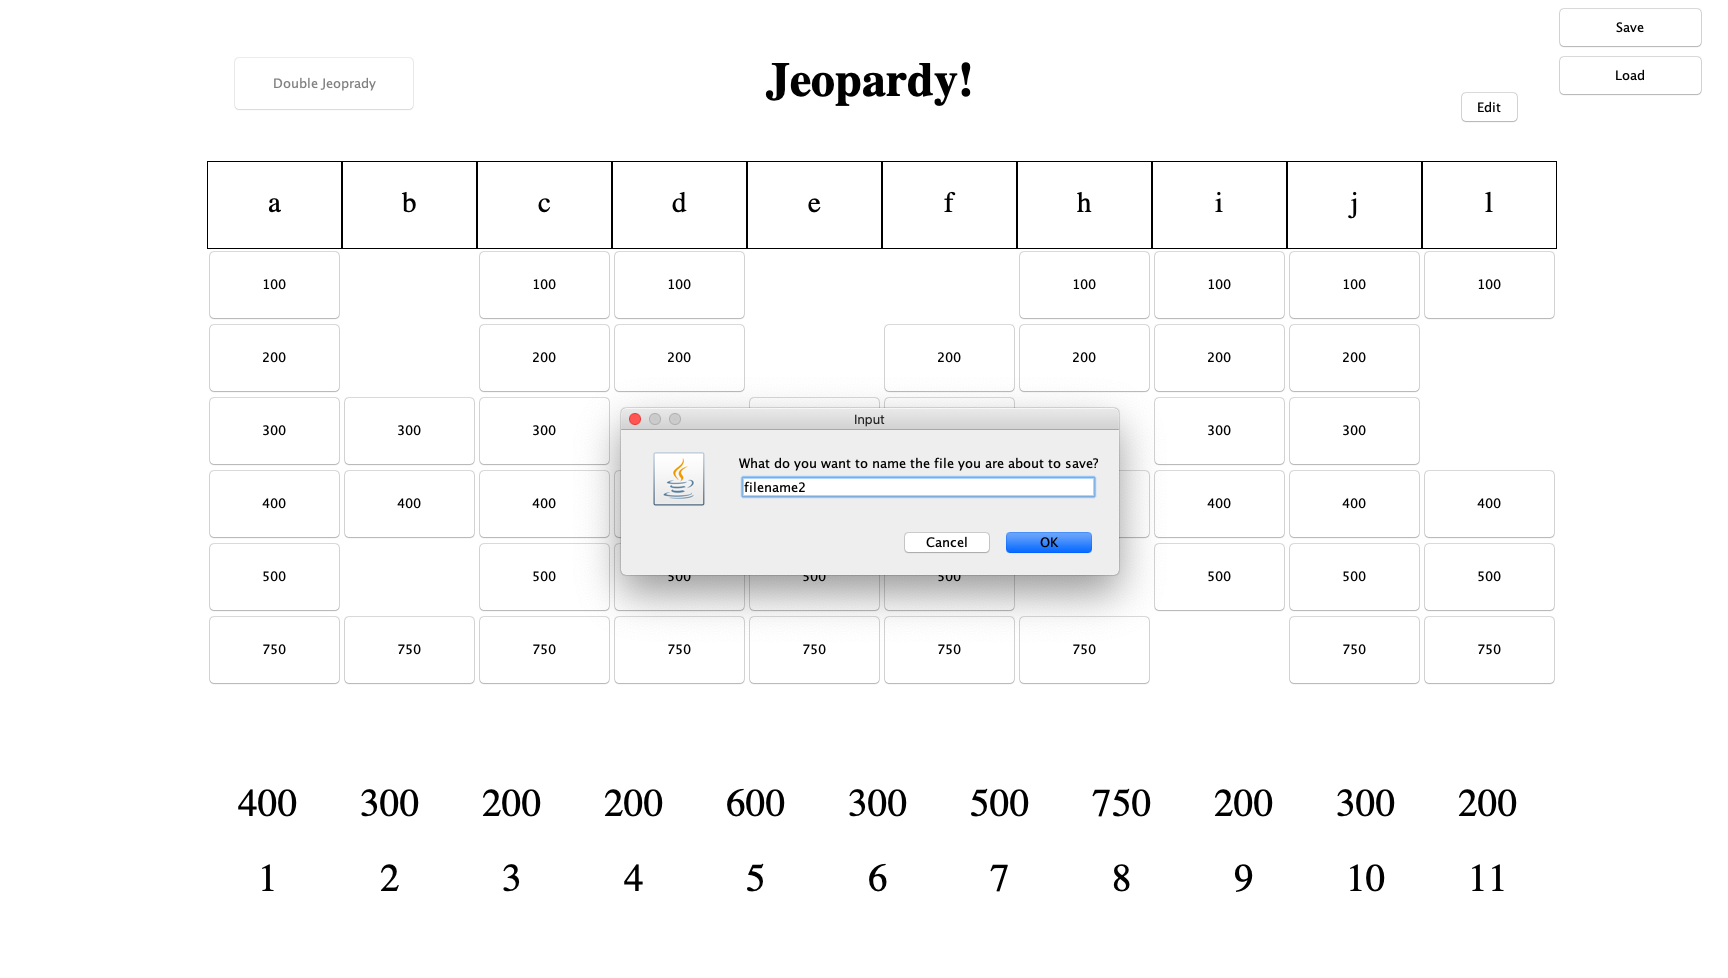 Save
Double Jeoprady Jeopardy! Load
Edit
a b c d e f h i j l
100 100 100 100 100 100 100
200 200 200 200 200 200 200
300 300 300 300 300
Input
What do you want to name the file you are about to save?
filename2
400 400 400 400 400 400
Cancel OK
500 500 500 500 500 500 500 500
750 750 750 750 750 750 750 750 750
400 300 200 200 600 300 500 750 200 300 200
1 2 3 4 5 6 7 8 9 10 11